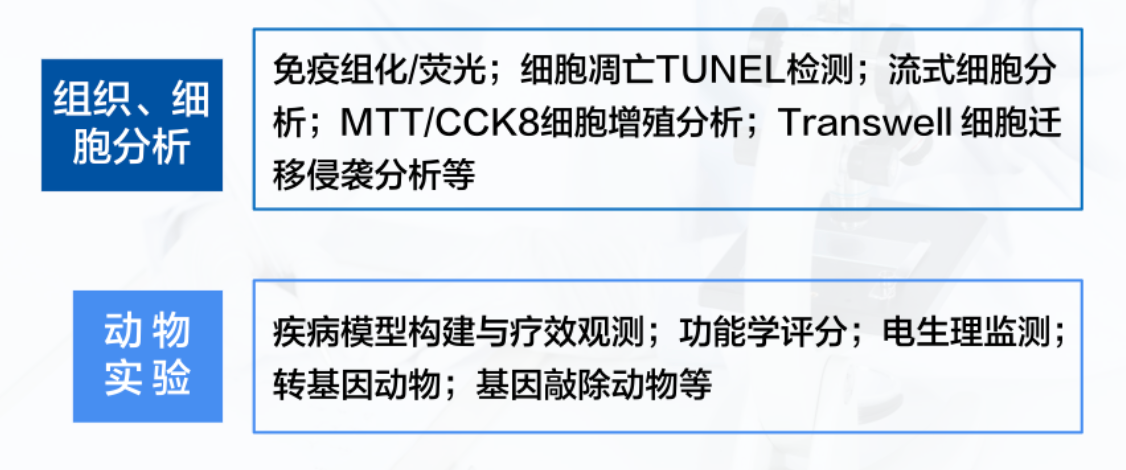 组织、细
胞分析
免疫组化/荧光；细胞凋亡TUNEL检测；流式细胞分
析；MTT/CCK8细胞增殖分析；Transwell 细胞迁
移侵袭分析等
动 物
实 验
疾病模型构建与疗效观测；功能学评分；电生理监测；
转基因动物；基因敲除动物等